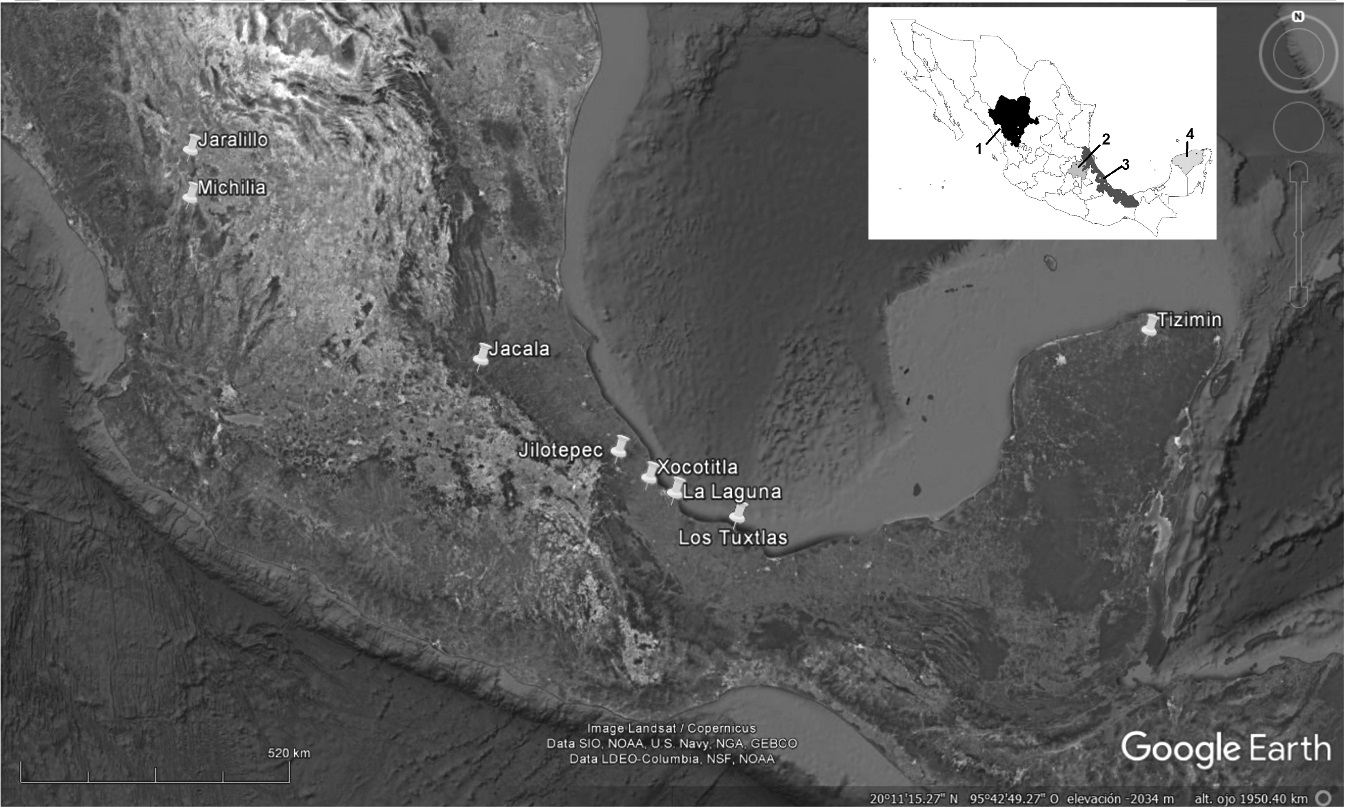 N
1
2
3
4
Jaralillo
Michilia
Tizimin
Jacala
Jilotepec
Xocotitla
La Laguna
Los Tuxtlas
Image Landsat / Copernicus
Data SIO, NOAA, U.S. Navy, NGA, GEBCO
Data LDEO-Columbia, NSF, NOAA
520 km
Google Earth
20°11'15.27" N 95°42'49.27" O elevación -2034 m alt. ojo 1950.40 km